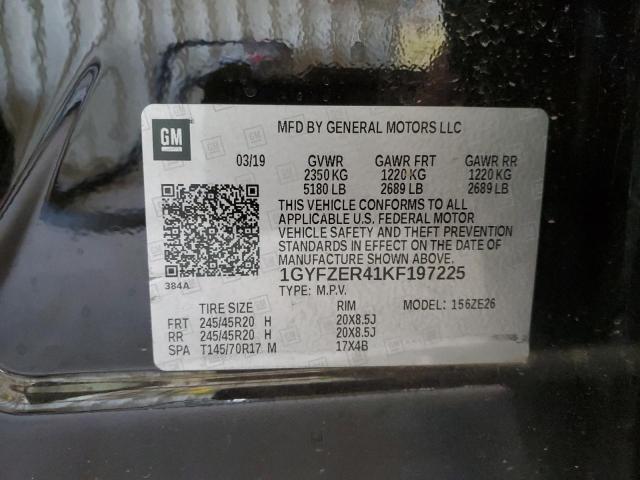 GM
MFD BY GENERAL MOTORS LLC
03/19 GVWR GAWR FRT GAWR RR
2350 KG 1220 KG 1220 KG
5180 LB 2689 LB 2689 LB
THIS VEHICLE CONFORMS TO ALL
APPLICABLE U.S. FEDERAL MOTOR
VEHICLE SAFETY AND THEFT PREVENTION
STANDARDS IN EFFECT ON THE DATE OF
MANUFACTURE SHOWN ABOVE.
384A
1GYFZER41KF197225
TYPE: M.P.V.
TIRE SIZE RIM MODEL: 156ZE26
FRT 245/45R20 H 20X8.5J
RR 245/45R20 H 20X8.5J
SPA T145/70R17 M 17X4B